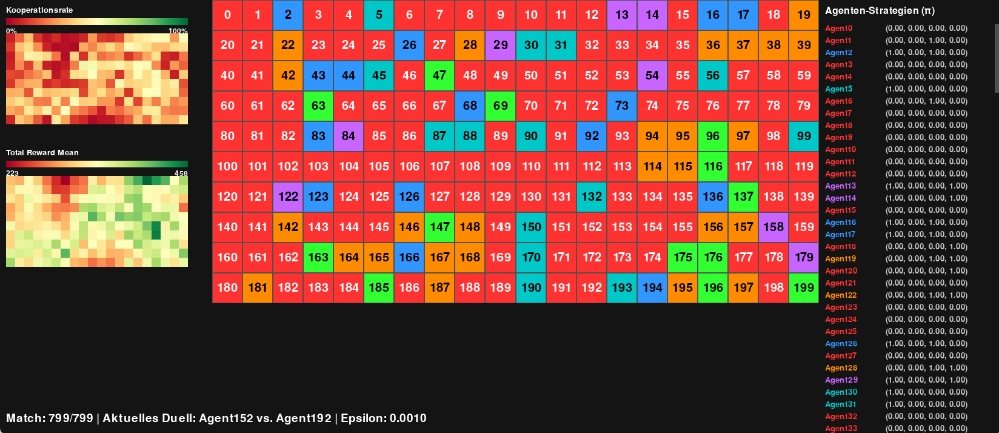 Kooperationsrate
0% 100%
Total Reward Mean
223 458
0 1 2 3 4 5 6 7 8 9 10 11 12 13 14 15 16 17 18 19
20 21 22 23 24 25 26 27 28 29 30 31 32 33 34 35 36 37 38 39
40 41 42 43 44 45 46 47 48 49 50 51 52 53 54 55 56 57 58 59
60 61 62 63 64 65 66 67 68 69 70 71 72 73 74 75 76 77 78 79
80 81 82 83 84 85 86 87 88 89 90 91 92 93 94 95 96 97 98 99
100 101 102 103 104 105 106 107 108 109 110 111 112 113 114 115 116 117 118 119
120 121 122 123 124 125 126 127 128 129 130 131 132 133 134 135 136 137 138 139
140 141 142 143 144 145 146 147 148 149 150 151 152 153 154 155 156 157 158 159
160 161 162 163 164 165 166 167 168 169 170 171 172 173 174 175 176 177 178 179
180 181 182 183 184 185 186 187 188 189 190 191 192 193 194 195 196 197 198 199
Agenten-Strategien (π)
Agent0 (0.00, 0.00, 0.00, 0.00)
Agent1 (0.00, 0.00, 1.00, 0.00)
Agent2 (1.00, 0.00, 1.00, 0.00)
Agent3 (0.00, 0.00, 0.00, 0.00)
Agent4 (0.00, 0.00, 0.00, 0.00)
Agent5 (1.00, 0.00, 0.00, 0.00)
Agent6 (0.00, 0.00, 1.00, 0.00)
Agent7 (0.00, 0.00, 0.00, 0.00)
Agent8 (0.00, 0.00, 0.00, 0.00)
Agent9 (0.00, 0.00, 0.00, 0.00)
Agent10 (0.00, 0.00, 0.00, 0.00)
Agent11 (0.00, 0.00, 0.00, 0.00)
Agent12 (0.00, 0.00, 0.00, 0.00)
Agent13 (1.00, 0.00, 0.00, 1.00)
Agent14 (1.00, 0.00, 0.00, 1.00)
Agent15 (0.00, 0.00, 0.00, 0.00)
Agent16 (1.00, 0.00, 1.00, 0.00)
Agent17 (1.00, 0.00, 1.00, 0.00)
Agent18 (0.00, 0.00, 0.00, 1.00)
Agent19 (0.00, 0.00, 1.00, 1.00)
Agent20 (0.00, 0.00, 0.00, 1.00)
Agent21 (0.00, 0.00, 0.00, 0.00)
Agent22 (0.00, 0.00, 1.00, 1.00)
Agent23 (0.00, 0.00, 0.00, 0.00)
Agent24 (0.00, 0.00, 0.00, 0.00)
Agent25 (0.00, 0.00, 0.00, 0.00)
Agent26 (1.00, 0.00, 1.00, 0.00)
Agent27 (0.00, 0.00, 0.00, 0.00)
Agent28 (0.00, 0.00, 1.00, 1.00)
Agent29 (1.00, 0.00, 0.00, 1.00)
Agent30 (1.00, 0.00, 0.00, 0.00)
Agent31 (1.00, 0.00, 0.00, 0.00)
Agent32 (0.00, 0.00, 0.00, 0.00)
Agent33 (0.00, 0.00, 0.00, 0.00)
Match: 799/799 | Aktuelles Duell: Agent152 vs. Agent192 | Epsilon: 0.0010